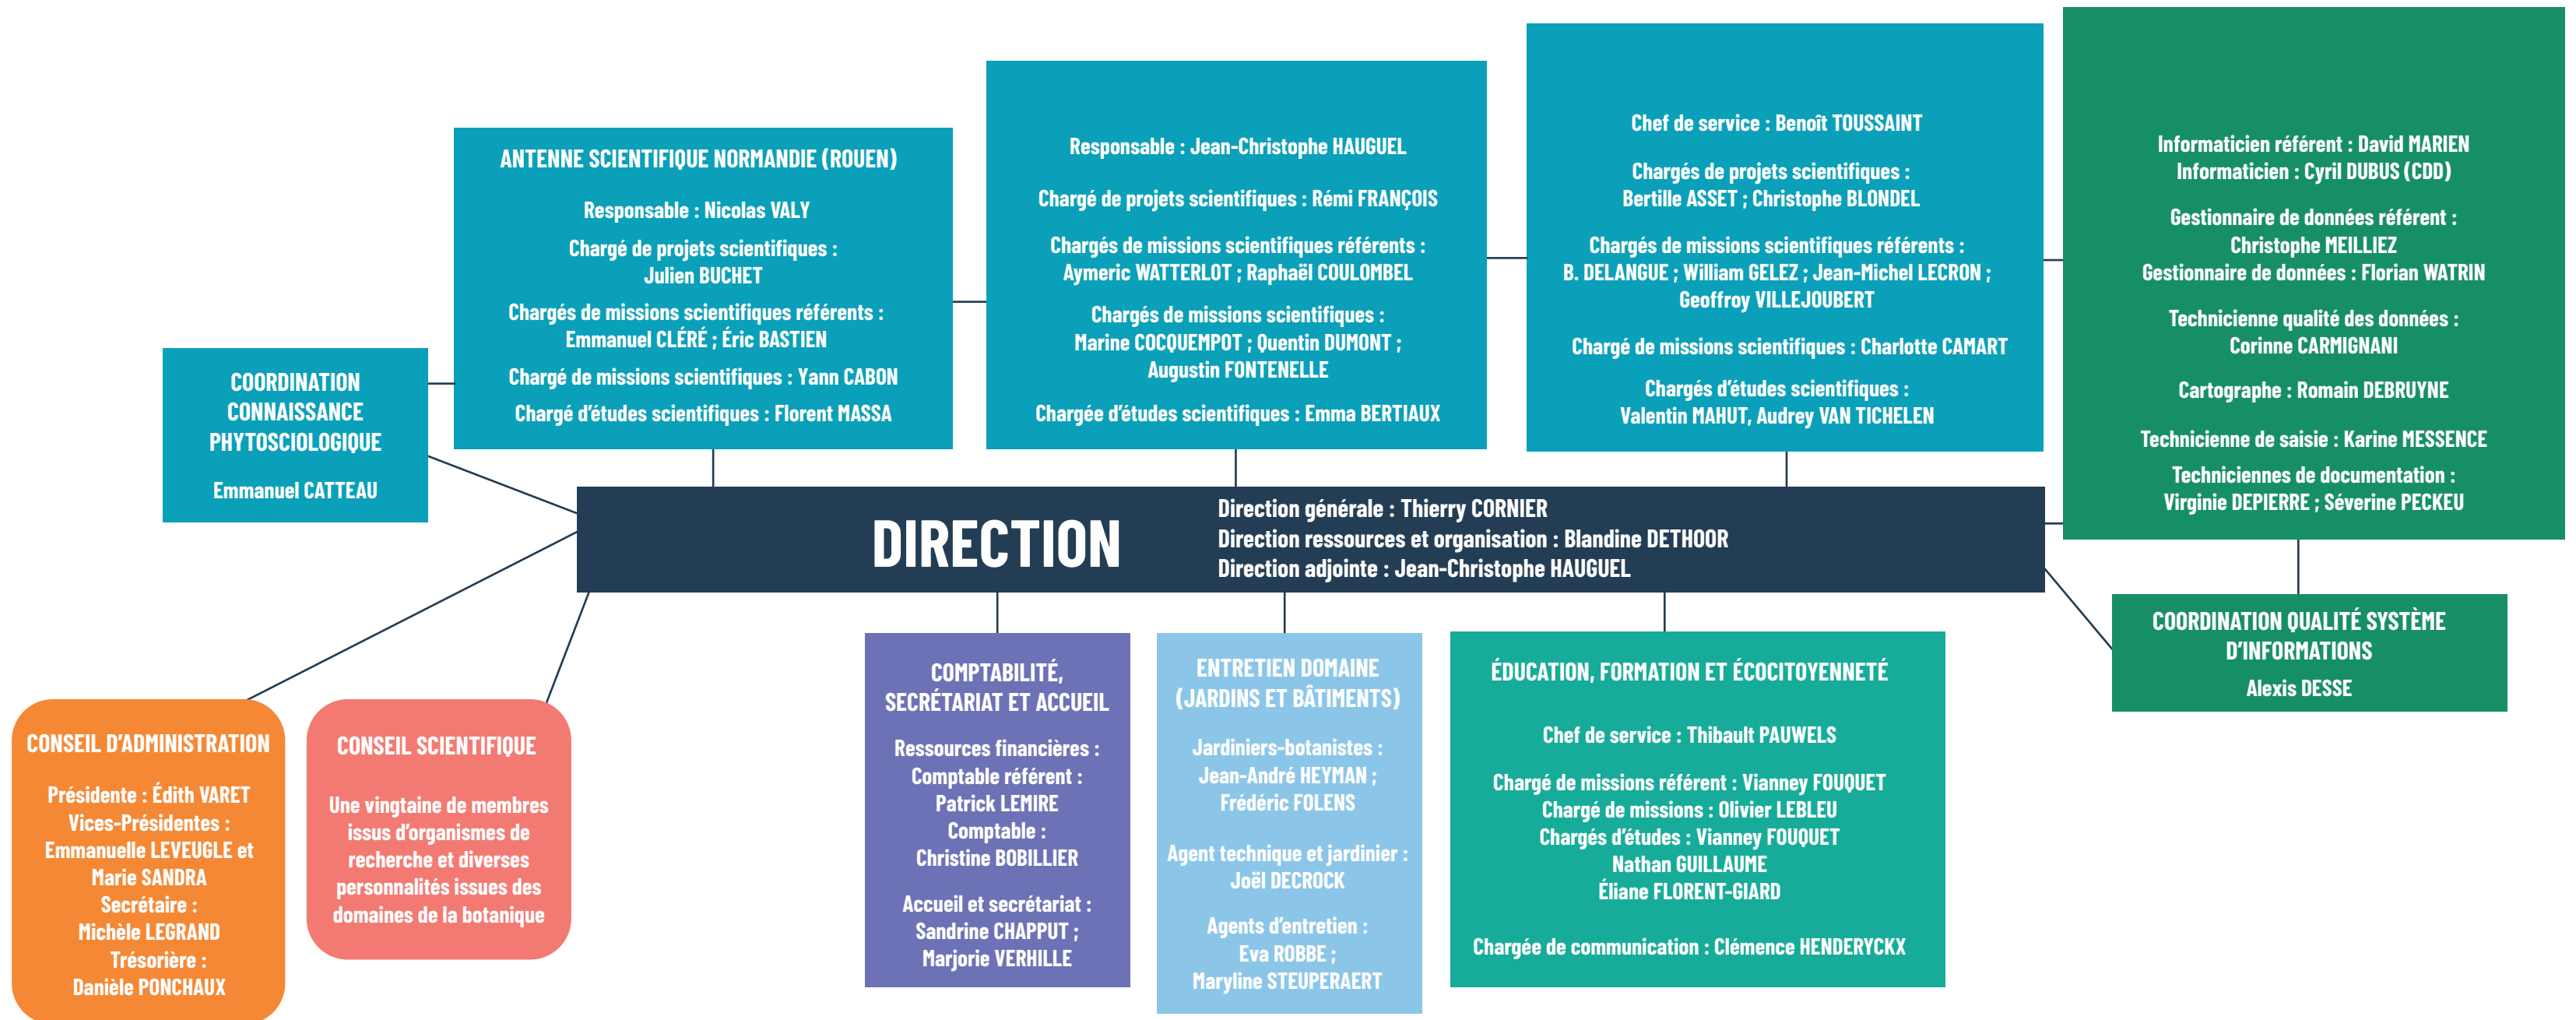 COORDINATION
CONNAISSANCE
PHYTOSCIOLOGIQUE
Emmanuel CATTEAU
ANTENNE SCIENTIFIQUE NORMANDIE (ROUEN)
Responsable : Nicolas VALY
Chargé de projets scientifiques :
Julien BUCHET
Chargés de missions scientifiques référents :
Emmanuel CLÉRÉ ; Éric BASTIEN
Chargé de missions scientifiques : Yann CABON
Chargé d'études scientifiques : Florent MASSA
Responsable : Jean-Christophe HAUGUEL
Chargé de projets scientifiques : Rémi FRANÇOIS
Chargés de missions scientifiques référents :
Aymeric WATTERLOT ; Raphaël COULOMBEL
Chargés de missions scientifiques :
Marine COCQUEMPOT ; Quentin DUMONT ;
Augustin FONTENELLE
Chargée d'études scientifiques : Emma BERTIAUX
Chef de service : Benoît TOUSSAINT
Chargés de projets scientifiques :
Bertille ASSET ; Christophe BLONDEL
Chargés de missions scientifiques référents :
B. DELANGUE ; William GELEZ ; Jean-Michel LECRON ;
Geoffroy VILLEJOUBERT
Chargé de missions scientifiques : Charlotte CAMART
Chargés d'études scientifiques :
Valentin MAHUT, Audrey VAN TICHELEN
Informaticien référent : David MARIEN
Informaticien : Cyril DUBUS (CDD)
Gestionnaire de données référent :
Christophe MEILLIEZ
Gestionnaire de données : Florian WATRIN
Technicienne qualité des données :
Corinne CARMIGNANI
Cartographe : Romain DEBRUYNE
Technicienne de saisie : Karine MESSENCE
Techniciennes de documentation :
Virginie DEPIERRE ; Séverine PECKEU
DIRECTION
Direction générale : Thierry CORNIER
Direction ressources et organisation : Blandine DETHOOR
Direction adjointe : Jean-Christophe HAUGUEL
COORDINATION QUALITÉ SYSTÈME
D'INFORMATIONS
Alexis DESSE
CONSEIL D'ADMINISTRATION
Présidente : Édith VARET
Vices-Présidentes :
Emmanuelle LEVEUGLE et
Marie SANDRA
Secrétaire :
Michèle LEGRAND
Trésorière :
Danièle PONCHAUX
CONSEIL SCIENTIFIQUE
Une vingtaine de membres
issus d'organismes de
recherche et diverses
personnalités issues des
domaines de la botanique
COMPTABILITÉ,
SECRÉTARIAT ET ACCUEIL
Ressources financières :
Comptable référent :
Patrick LEMIRE
Comptable :
Christine BOBILLIER
Accueil et secrétariat :
Sandrine CHAPPUT ;
Marjorie VERHILLE
ENTRETIEN DOMAINE
(JARDINS ET BÂTIMENTS)
Jardiniers-botanistes :
Jean-André HEYMAN ;
Frédéric FOLENS
Agent technique et jardinier :
Joël DECROCK
Agents d'entretien :
Eva ROBBE ;
Maryline STEUPERAERT
ÉDUCATION, FORMATION ET ÉCOCITOYENNETÉ
Chef de service : Thibault PAUWELS
Chargé de missions référent : Vianney FOUQUET
Chargé de missions : Olivier LEBLEU
Chargés d'études : Vianney FOUQUET
Nathan GUILLAUME
Éliane FLORENT-GIARD
Chargée de communication : Clémence HENDERYCKX